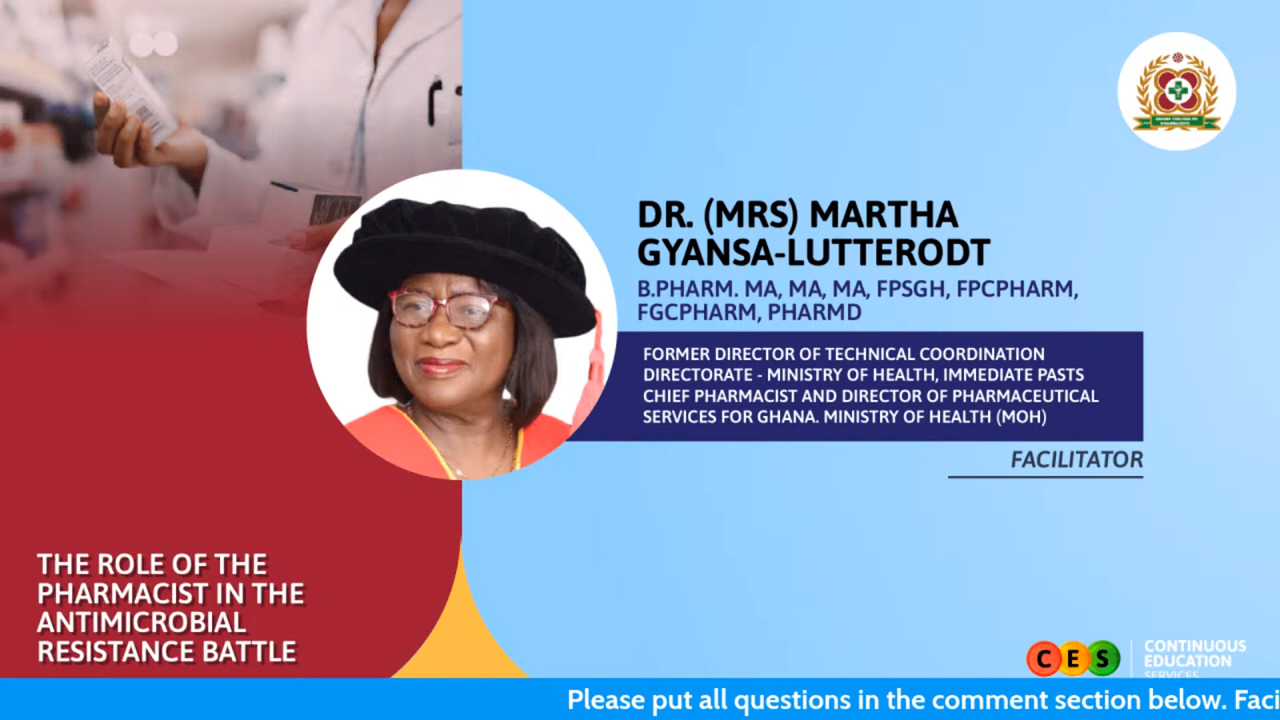 DR. (MRS) MARTHA
GYANSA-LUTTERODT
B.PHARM. MA, MA, MA, FPSGH, FPCPHARM,
FGCPHARM, PHARMD
FORMER DIRECTOR OF TECHNICAL COORDINATION
DIRECTORATE - MINISTRY OF HEALTH, IMMEDIATE PASTS
CHIEF PHARMACIST AND DIRECTOR OF PHARMACEUTICAL
SERVICES FOR GHANA. MINISTRY OF HEALTH (MOH)
FACILITATOR
THE ROLE OF THE
PHARMACIST IN THE
ANTIMICROBIAL
RESISTANCE BATTLE
CES
CONTINUOUS
EDUCATION
SERVICES
Please put all questions in the comment section below. Faci